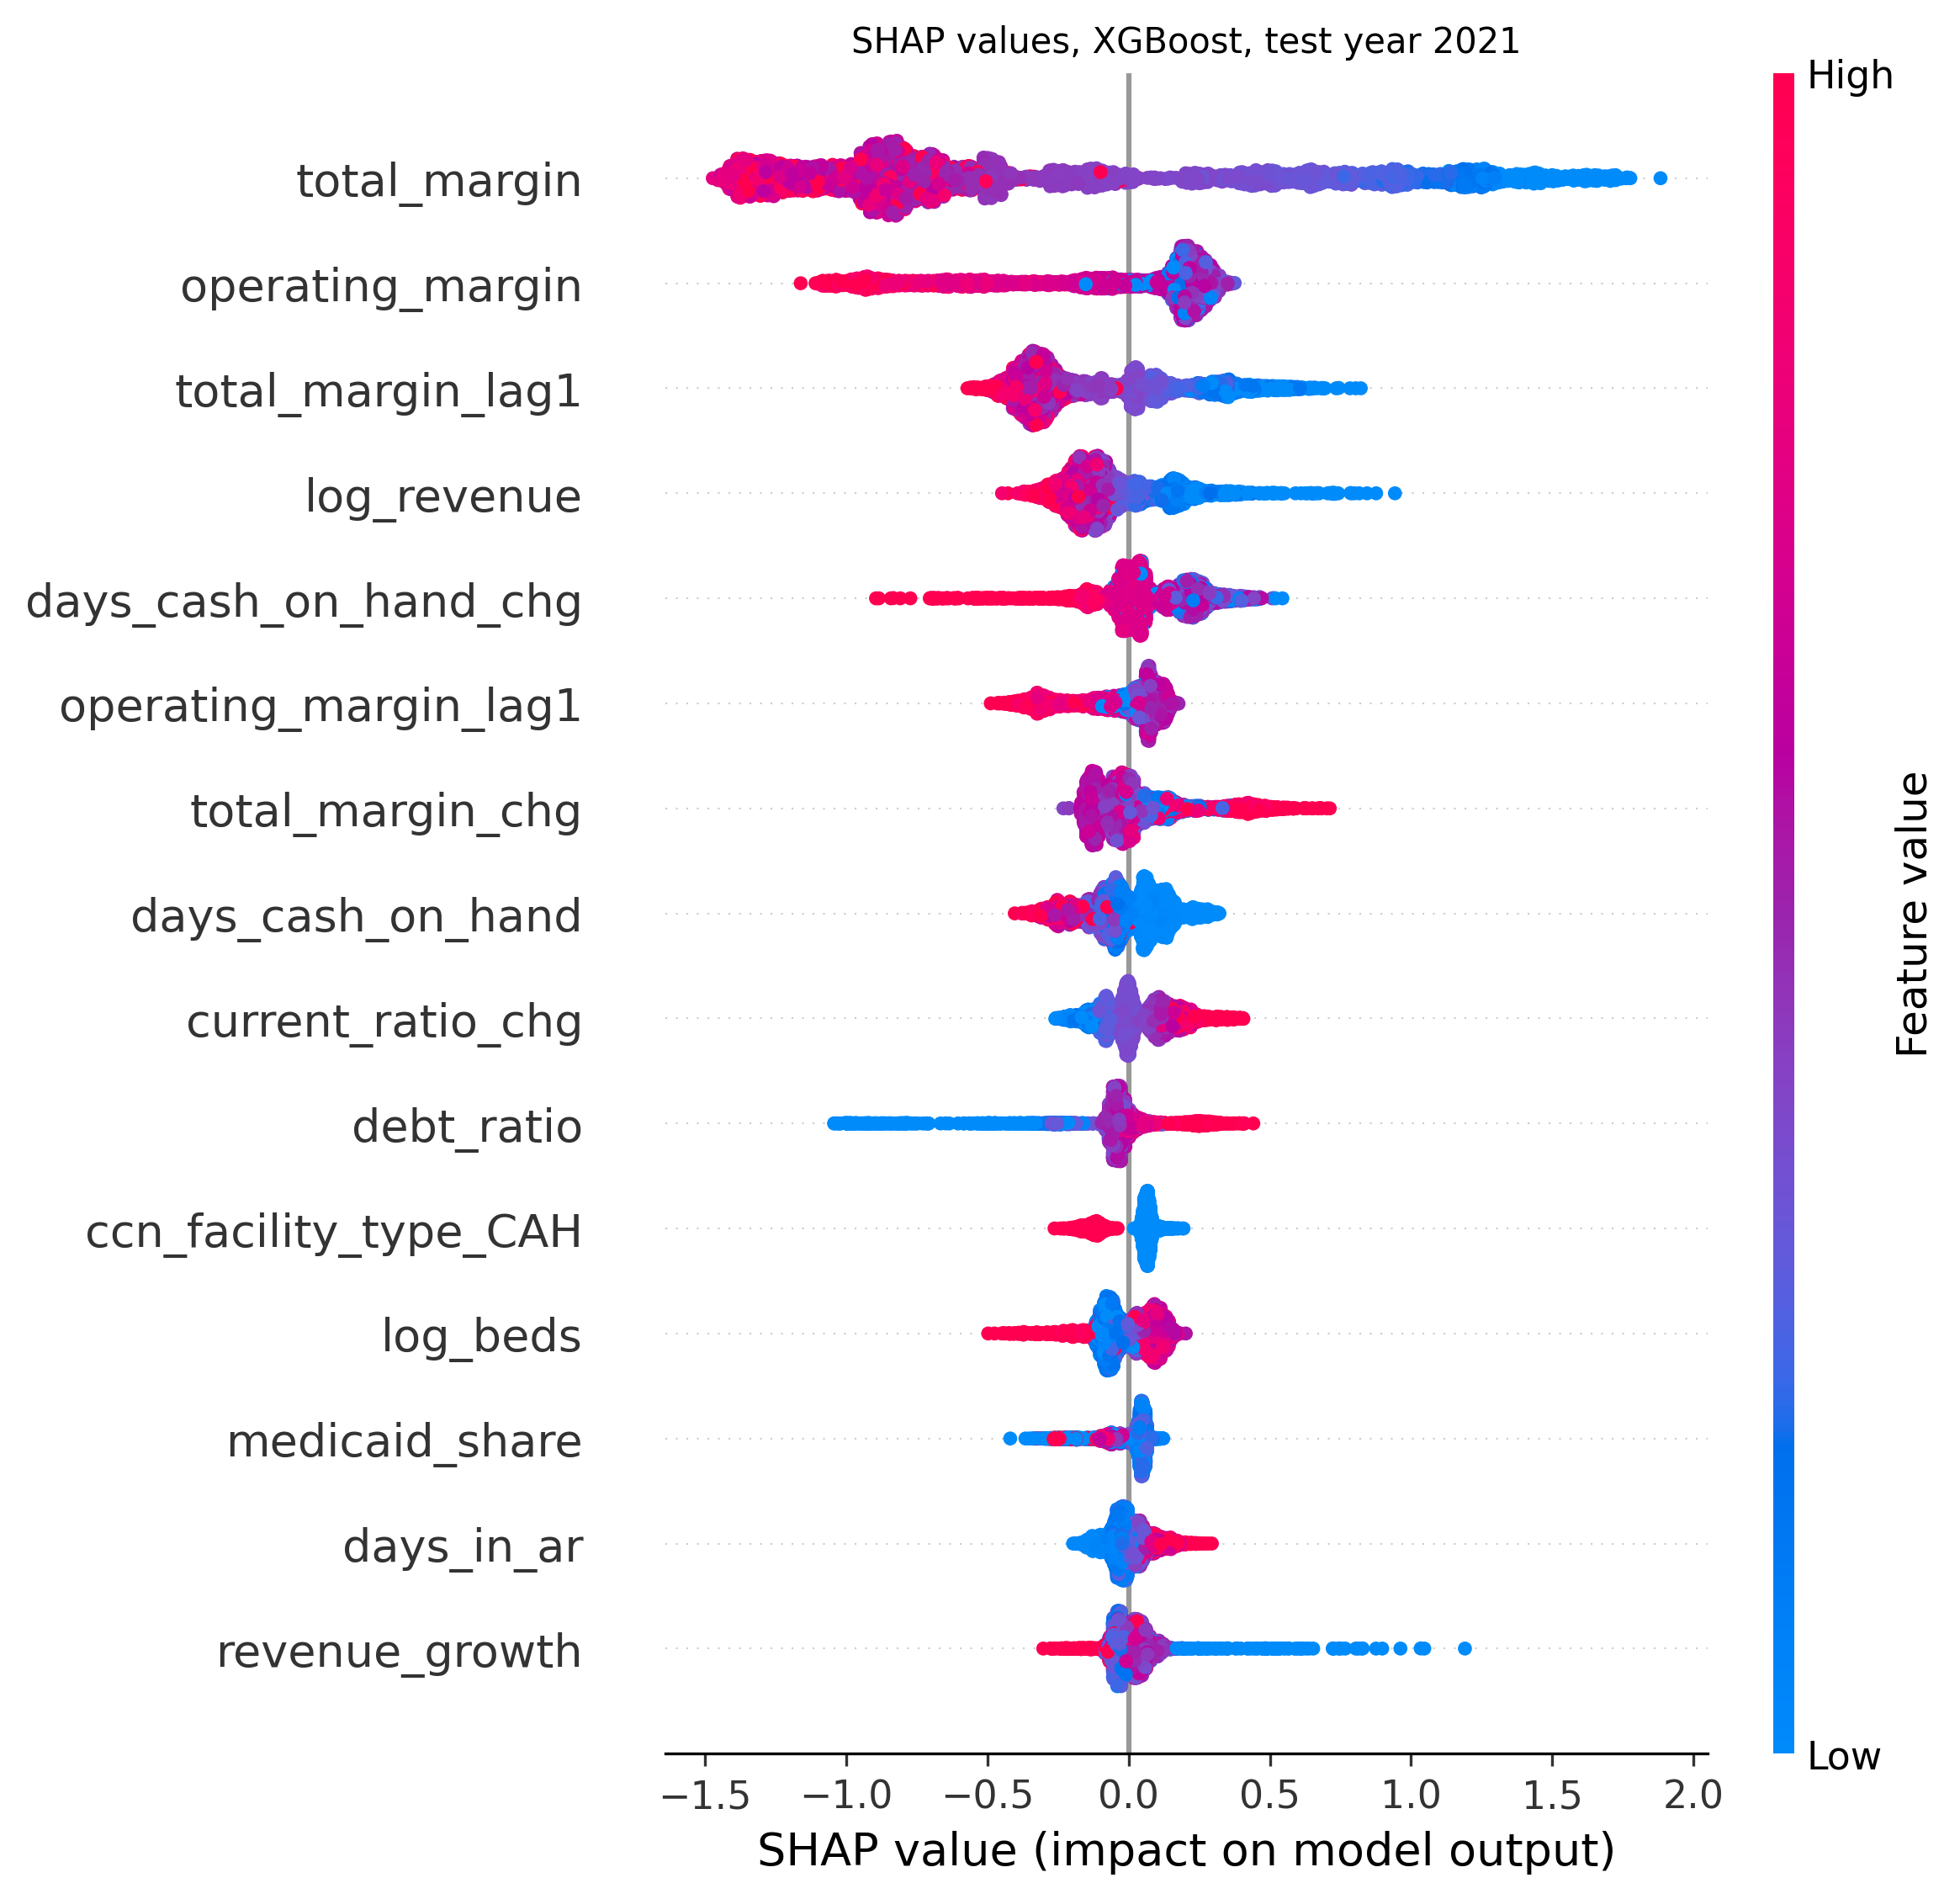 SHAP values, XGBoost, test year 2021
High
total_margin
operating_margin
total_margin_lag1
log_revenue
days_cash_on_hand_chg
operating_margin_lag1
total_margin_chg
days_cash_on_hand
current_ratio_chg
debt_ratio
ccn_facility_type_CAH
log_beds
medicaid_share
days_in_ar
revenue_growth
Feature value
Low
−1.5 −1.0 −0.5 0.0 0.5 1.0 1.5 2.0
SHAP value (impact on model output)